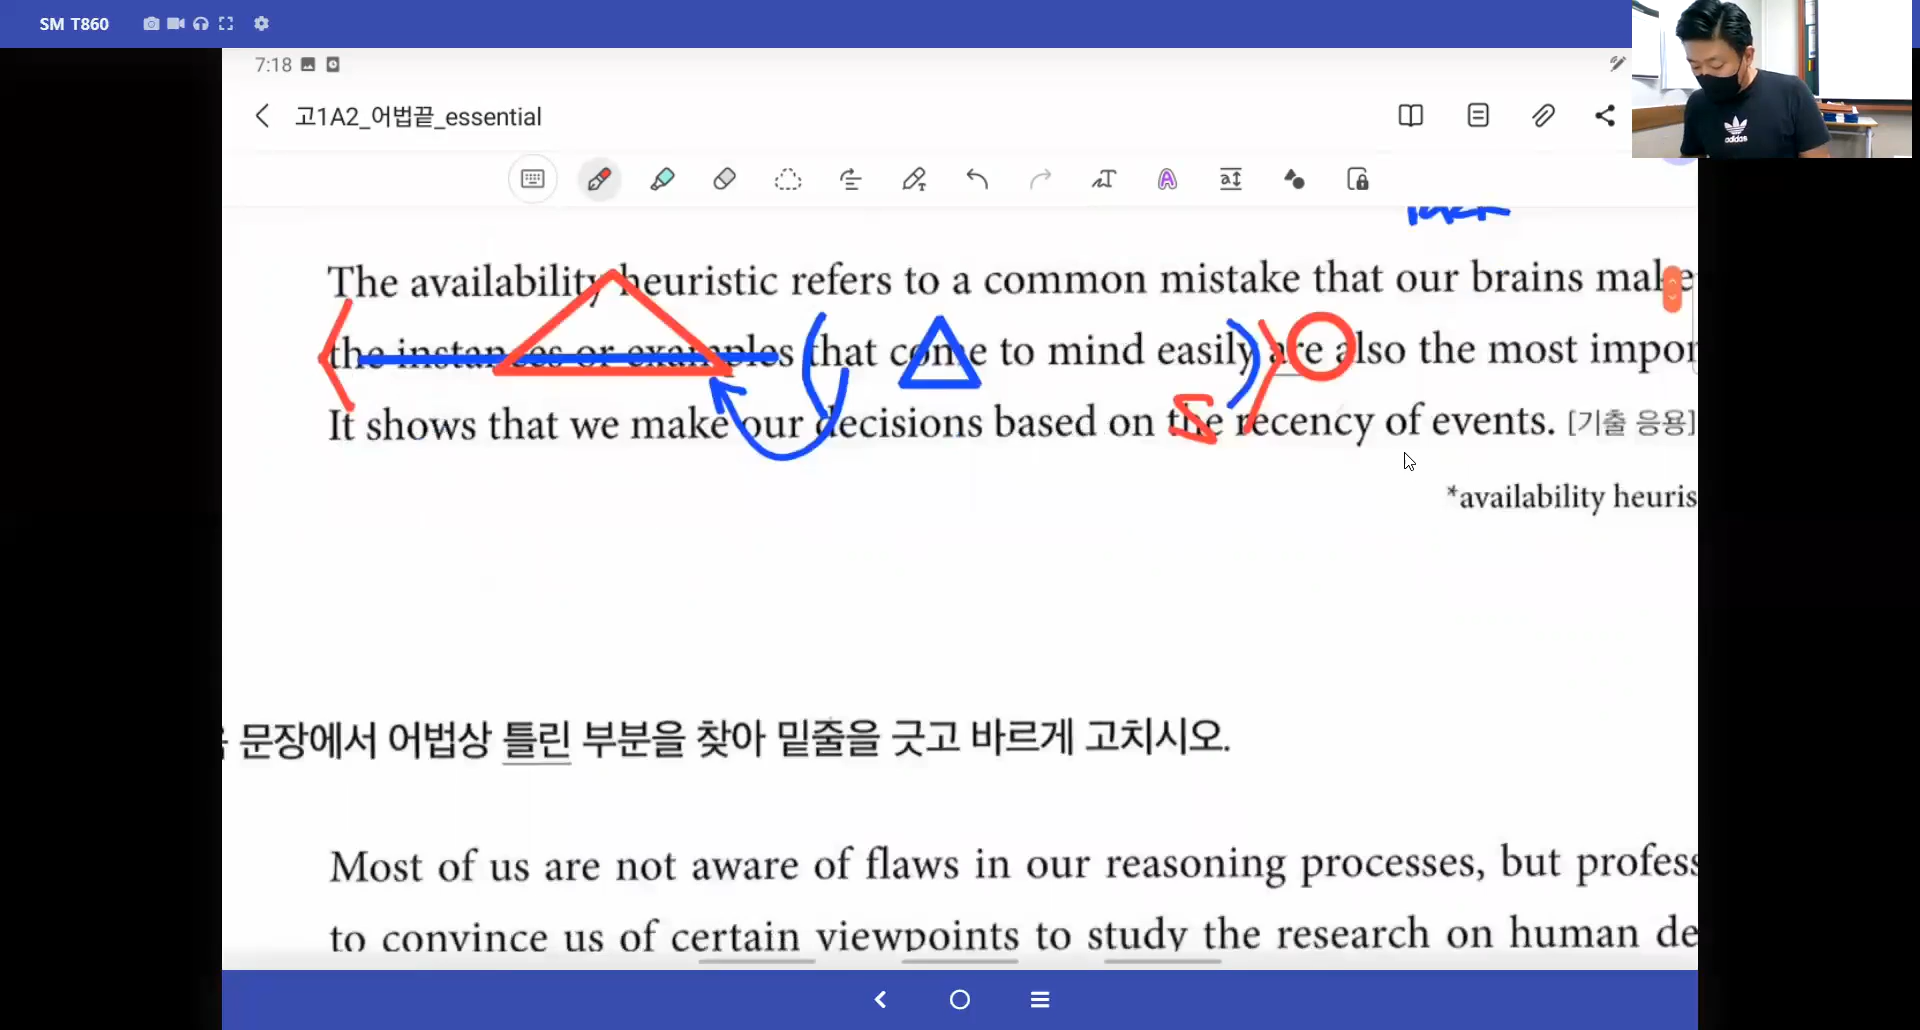 SM T860
7:18
고1A2_어법끝_essential
The availability heuristic refers to a common mistake that our brains make
the instances or examples that come to mind easily are also the most impor
It shows that we make our decisions based on the recency of events. [기출 응용]
S
*availability heuris
문장에서 어법상 틀린 부분을 찾아 밑줄을 긋고 바르게 고치시오.
Most of us are not aware of flaws in our reasoning processes, but profess
to convince us of certain viewpoints to study the research on human de
adidas